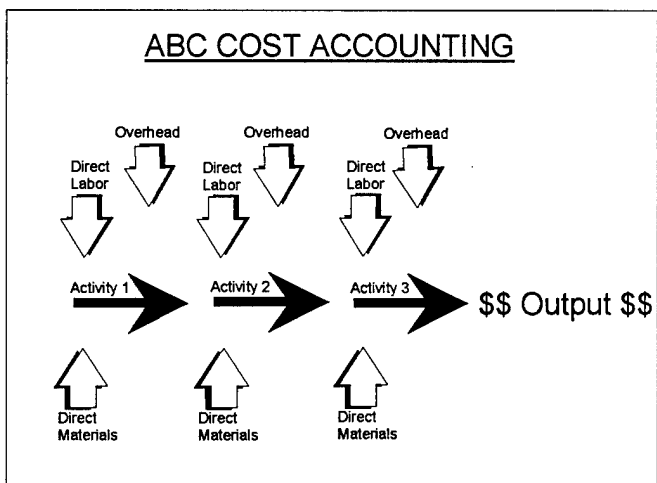 ABC COST ACCOUNTING
Overhead
Overhead
Overhead
Direct
Labor
Direct
Labor
Direct
Labor
Activity 1
Activity 2
Activity 3
$$ Output $$
Direct
Materials
Direct
Materials
Direct
Materials